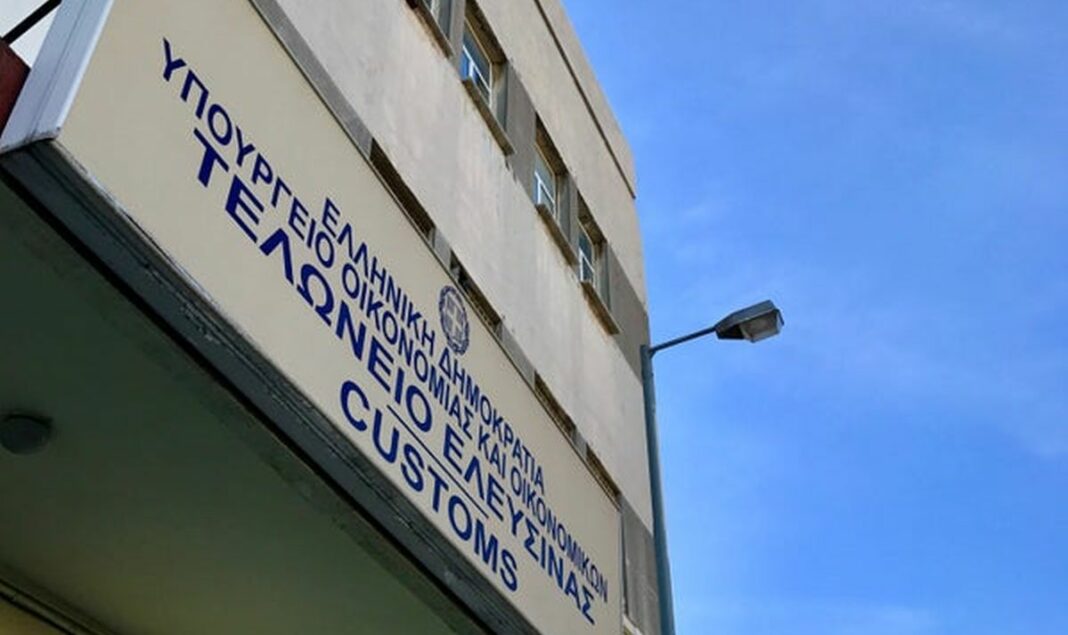 ΕΛΛΗΝΙΚΗ ΔΗΜΟΚΡΑΤΙΑ
ΥΠΟΥΡΓΕΙΟ ΟΙΚΟΝΟΜΙΑΣ ΚΑΙ ΟΙΚΟΝΟΜΙΚΩΝ
ΤΕΛΩΝΕΙΟ ΕΛΕΥΣΙΝΑΣ
CUSTOMS